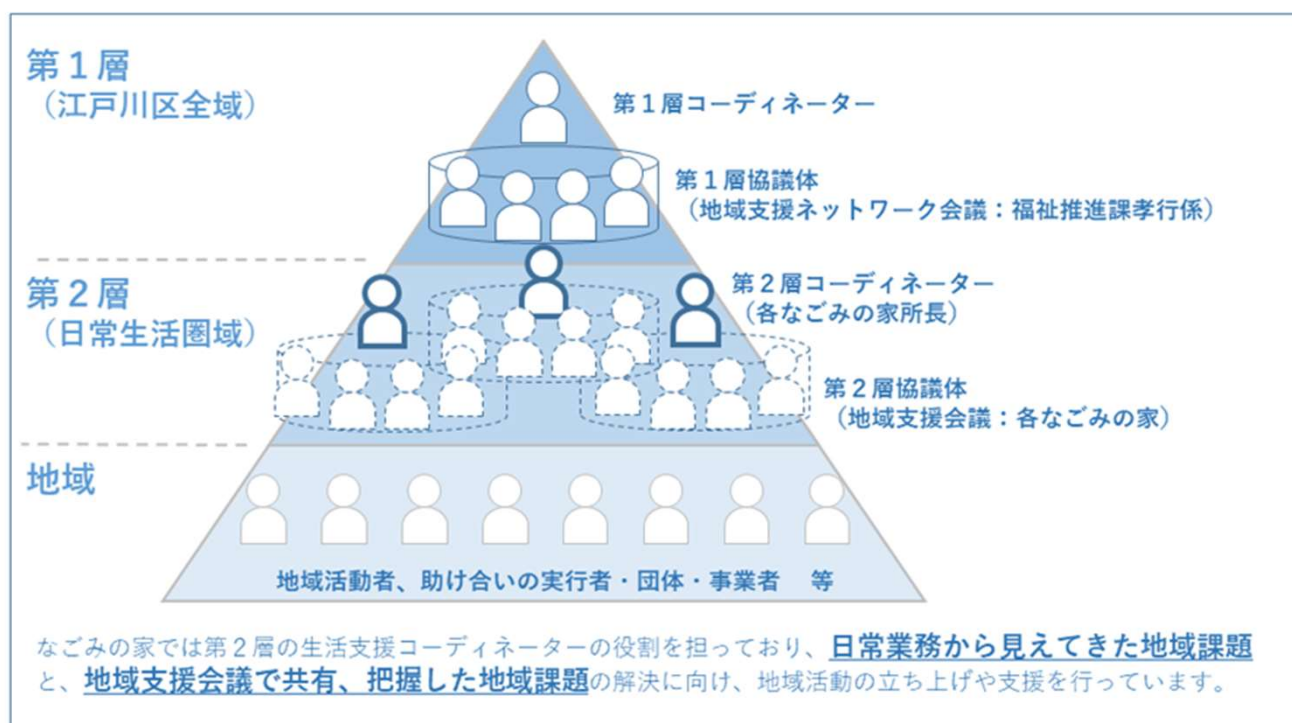 第１層
（江戸川区全域）
第１層コーディネーター
第１層協議体
（地域支援ネットワーク会議：福祉推進課孝行係）
第２層
（日常生活圏域）
第２層コーディネーター
（各なごみの家所長）
第２層協議体
（地域支援会議：各なごみの家）
地域
地域活動者、助け合いの実行者・団体・事業者　等
なごみの家では第２層の生活支援コーディネーターの役割を担っており、日常業務から見えてきた地域課題
と、地域支援会議で共有、把握した地域課題の解決に向け、地域活動の立ち上げや支援を行っています。